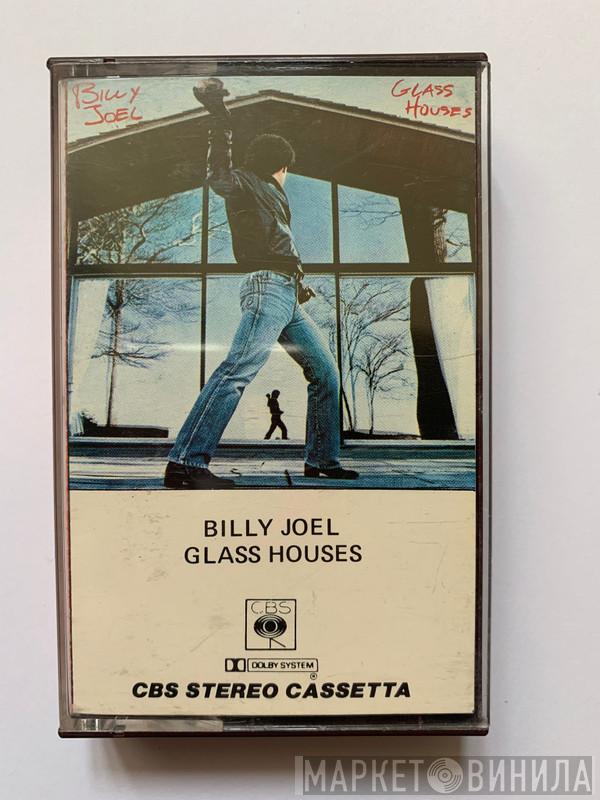 BILLY JOEL
GLASS HOUSES
BILLY JOEL
GLASS HOUSES
CBS
DOLBY SYSTEM
®
CBS STEREO CASSETTA
МАРКЕТ ВИНИЛА